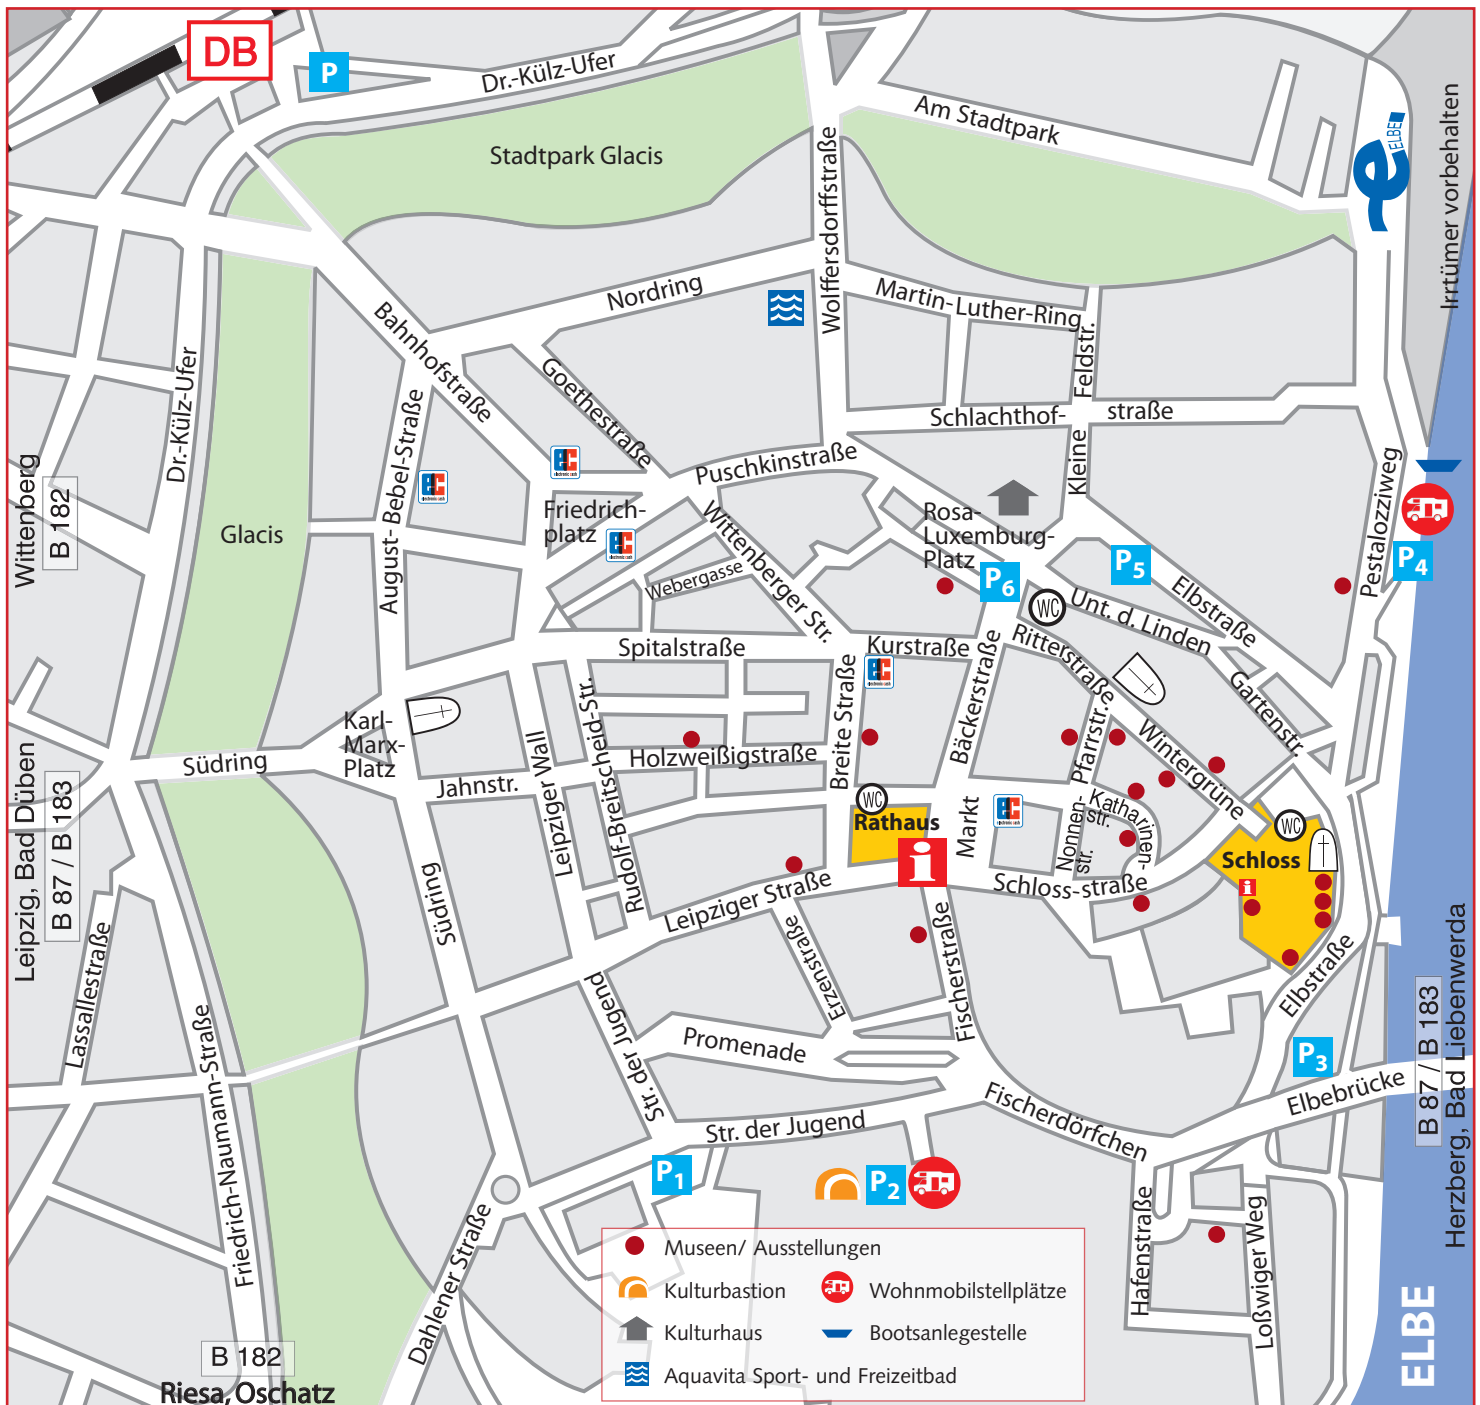 DB
P
Dr.-Külz-Ufer
Stadtpark Glacis
Am Stadtpark
ELBE
Irrtümer vorbehalten
Wolffersdorffstraße
Nordring
Martin-Luther-Ring
Bahnhofstraße
Goethestraße
Feldstr.
Kleine
Dr.-Külz-Ufer
August-Bebel-Straße
Schlachthof-
straße
Puschkinstraße
Wittenberg
B 182
Glacis
Friedrich-
platz
Wittenberger Str.
Webergasse
Rosa-
Luxemburg-
Platz
P6
P5
P4
Pestalozziweg
Elbstraße
WC
Unt. d. Linden
Ritterstraße
Gartenstr.
Spitalstraße
Kurstraße
Breite Straße
Bäckerstraße
Pfarrstr.
Wintergrüne
Karl-
Marx-
Platz
Südring
Jahnstr.
Leipziger Wall
Rudolf-Breitscheid-Str.
Holzweißigstraße
Leipzig, Bad Düben
B 87 / B 183
WC
Rathaus
i
Markt
Nonnen-
str.
str.
Katharinen-
WC
Schloss
i
Schloss-straße
Leipziger Straße
Südring
Erzenstraße
Fischerstraße
Lassallestraße
Friedrich-Naumann-Straße
Str. der Jugend
Promenade
Elbstraße
P3
Elbebrücke
B 87 / B 183
Herzberg, Bad Liebenwerda
Str. der Jugend
Fischerdörfchen
P1
P2
Dahlener Straße
Hafenstraße
Loßwiger Weg
ELBE
B 182
Riesa, Oschatz
Museen/ Ausstellungen
Kulturbastion
Wohnmobilstellplätze
Kulturhaus
Bootsanlegestelle
Aquavita Sport- und Freizeitbad